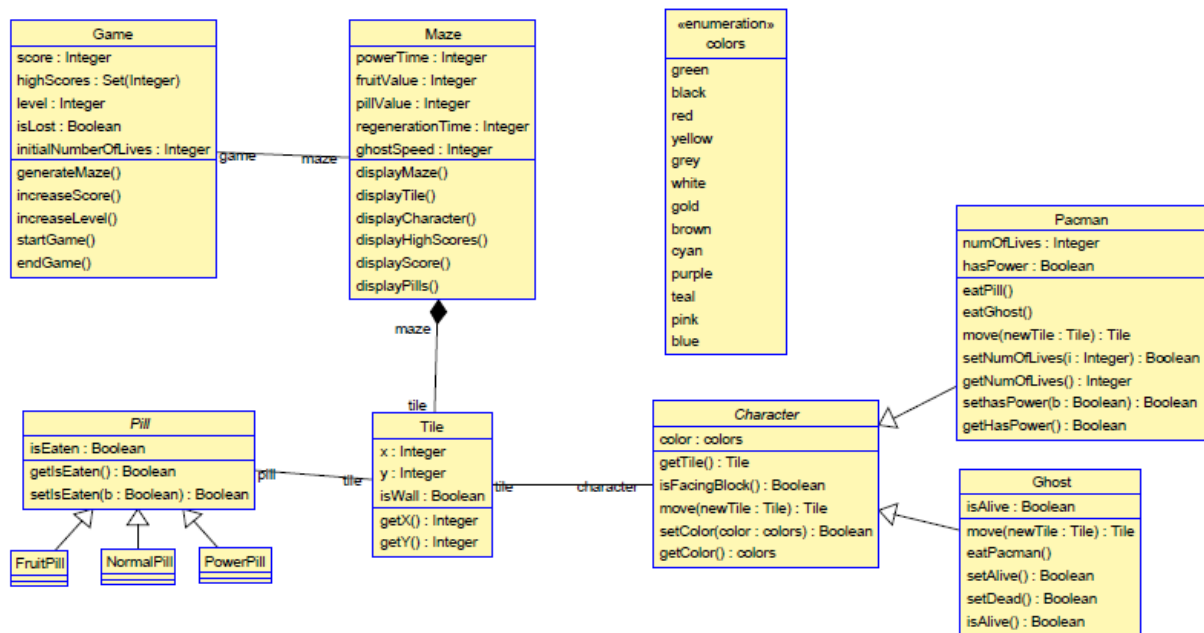 Game
score : Integer
highScores : Set(Integer)
level : Integer
isLost : Boolean
initialNumberOfLives : Integer
generateMaze()
increaseScore()
increaseLevel()
startGame()
endGame()
game
maze
Maze
powerTime : Integer
fruitValue : Integer
pillValue : Integer
regenerationTime : Integer
ghostSpeed : Integer
displayMaze()
displayTile()
displayCharacter()
displayHighScores()
displayScore()
displayPills()
maze
tile
«enumeration»
colors
green
black
red
yellow
grey
white
gold
brown
cyan
purple
teal
pink
blue
Pacman
numOfLives : Integer
hasPower : Boolean
eatPill()
eatGhost()
move(newTile : Tile) : Tile
setNumOfLives(i : Integer) : Boolean
getNumOfLives() : Integer
sethasPower(b : Boolean) : Boolean
getHasPower() : Boolean
Pill
isEaten : Boolean
getIsEaten() : Boolean
setIsEaten(b : Boolean) : Boolean
pill
tile
FruitPill
NormalPill
PowerPill
Tile
x : Integer
y : Integer
isWall : Boolean
getX() : Integer
getY() : Integer
tile
character
Character
color : colors
getTile() : Tile
isFacingBlock() : Boolean
move(newTile : Tile) : Tile
setColor(color : colors) : Boolean
getColor() : colors
Ghost
isAlive : Boolean
move(newTile : Tile) : Tile
eatPacman()
setAlive() : Boolean
setDead() : Boolean
isAlive() : Boolean